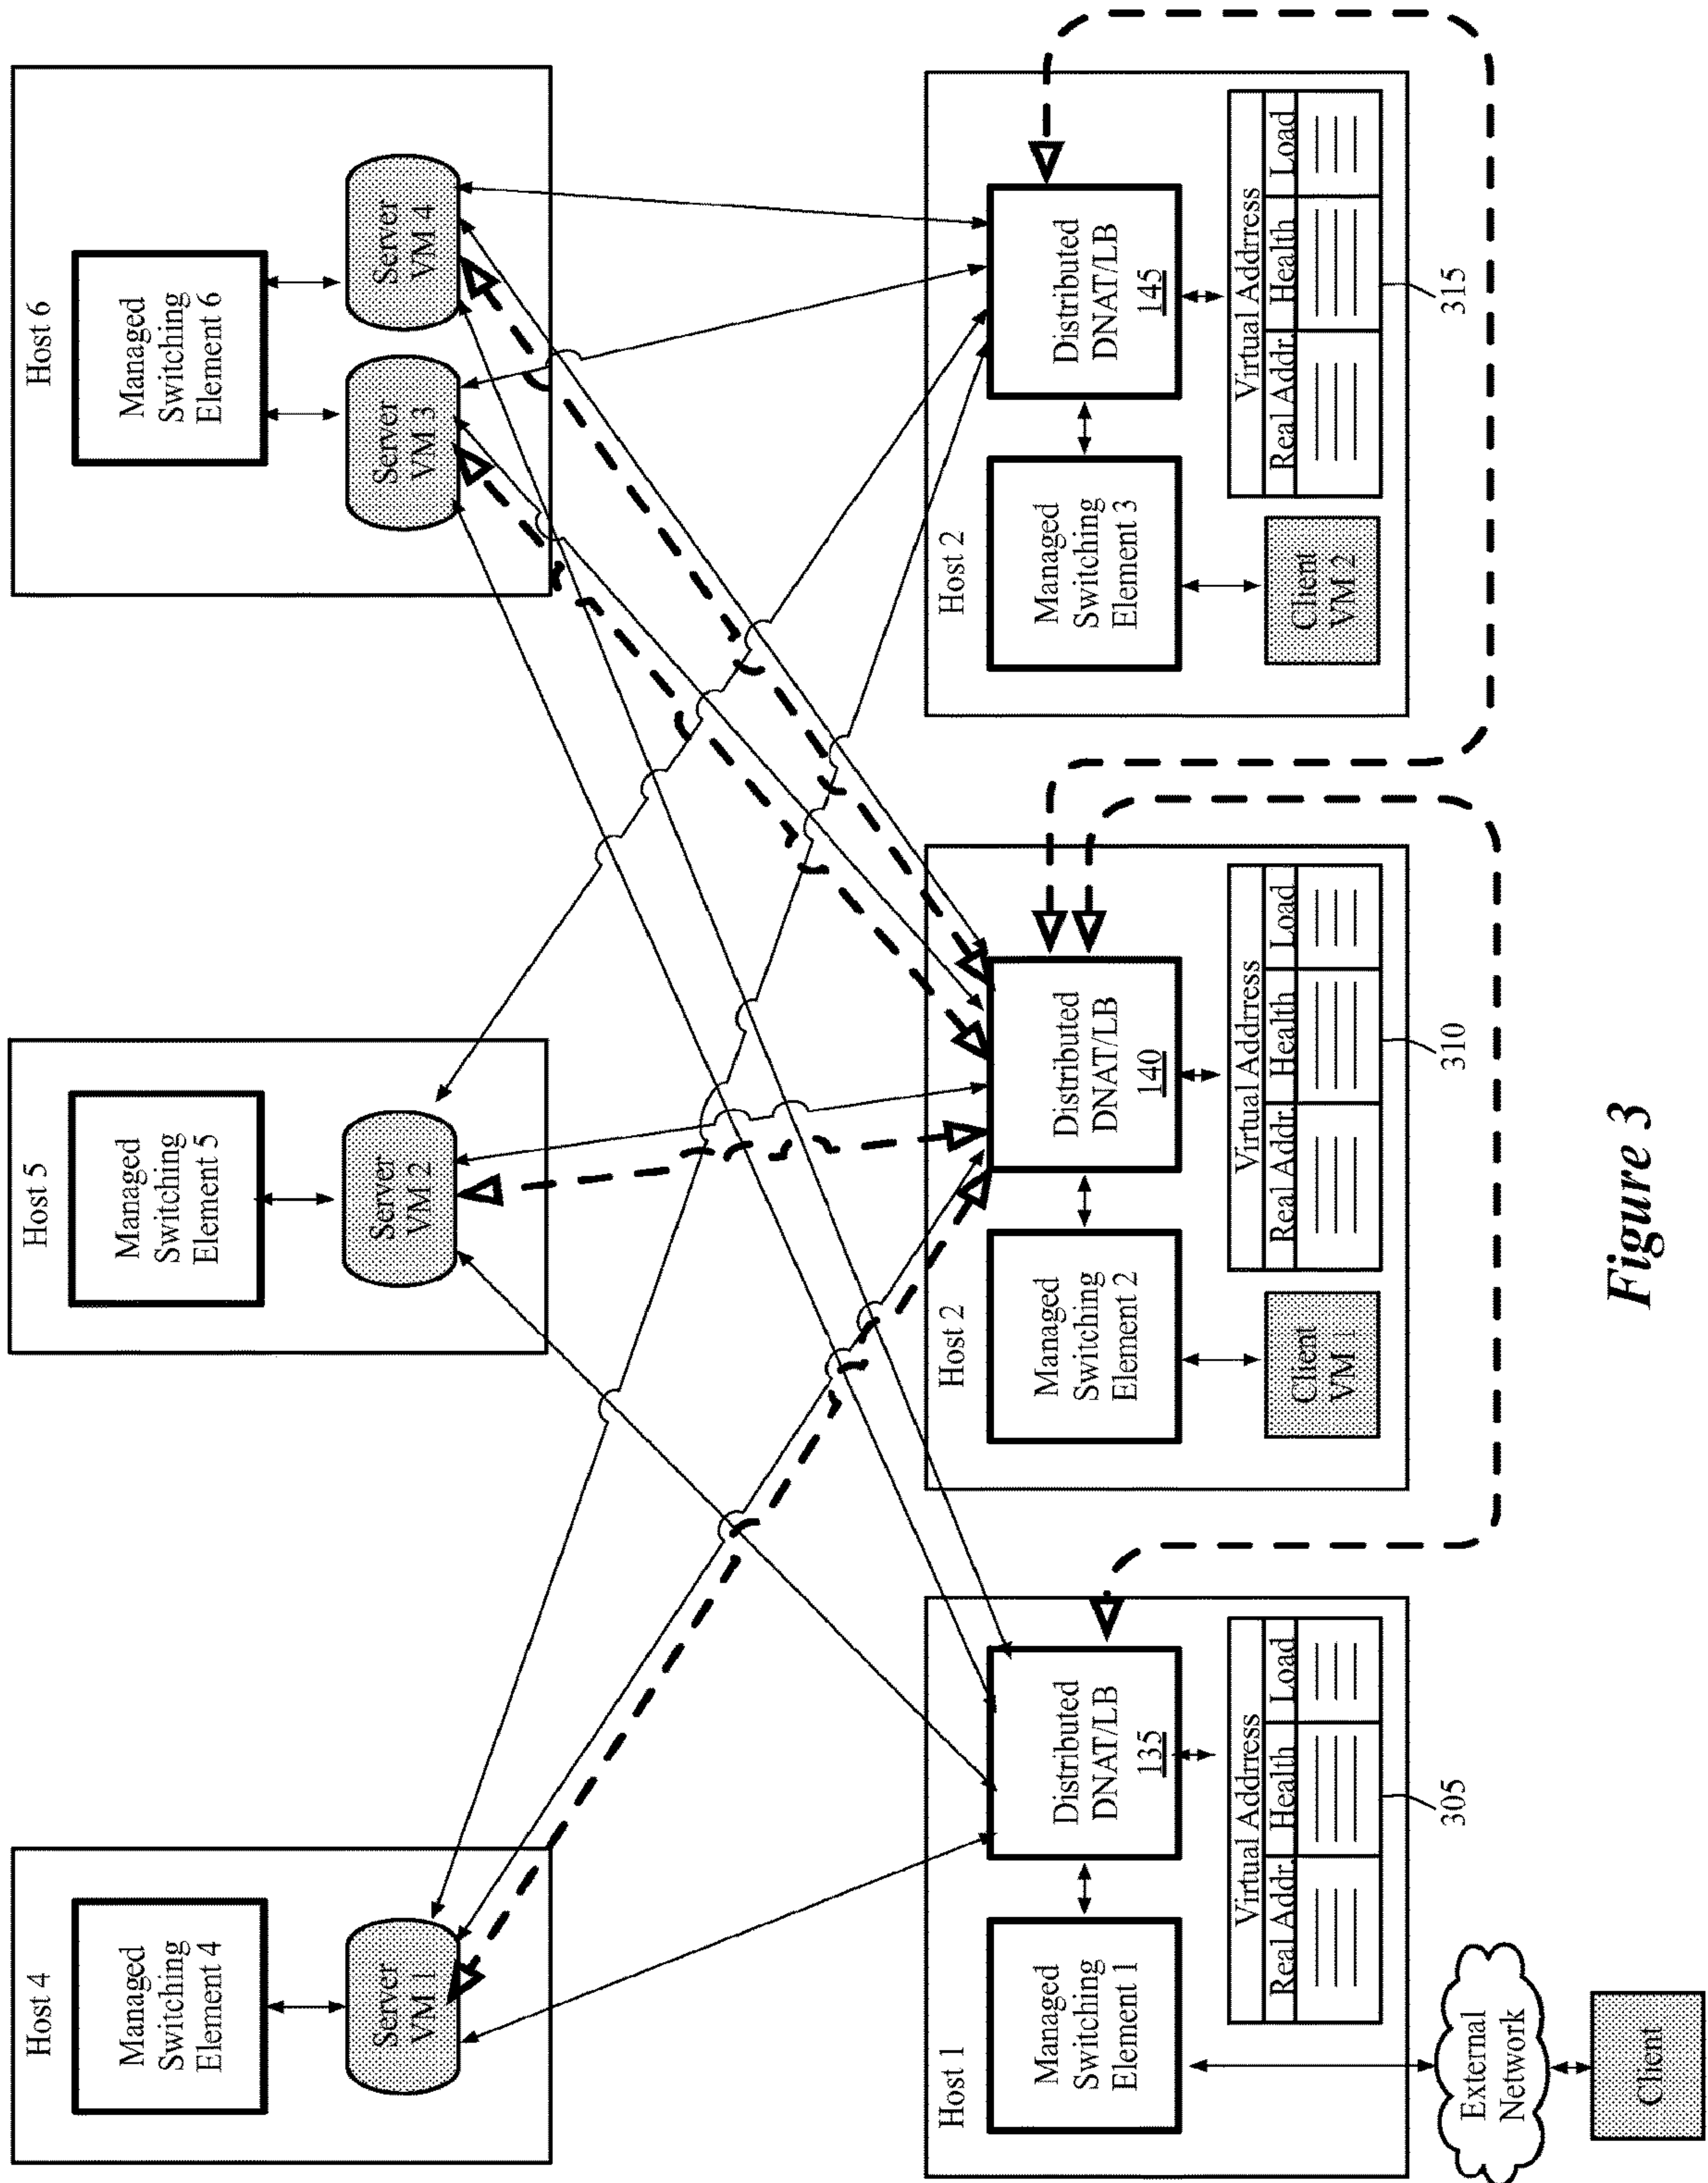 Host 4
Managed
Switching
Element 4
Server
VM 1
Host 5
Managed
Switching
Element 5
Server
VM 2
Host 6
Managed
Switching
Element 6
Server
VM 3
Server
VM 4
Host 1
Managed
Switching
Element 1
Distributed
DNAT/LB
135
Virtual Addrress
Real Addr. Health Load
305
External
Network
Client
Host 2
Managed
Switching
Element 2
Distributed
DNAT/LB
140
Client
VM 1
Virtual Addrress
Real Addr. Health Load
310
Host 2
Managed
Switching
Element 3
Distributed
DNAT/LB
145
Client
VM 2
Virtual Addrress
Real Addr. Health Load
315
Figure 3